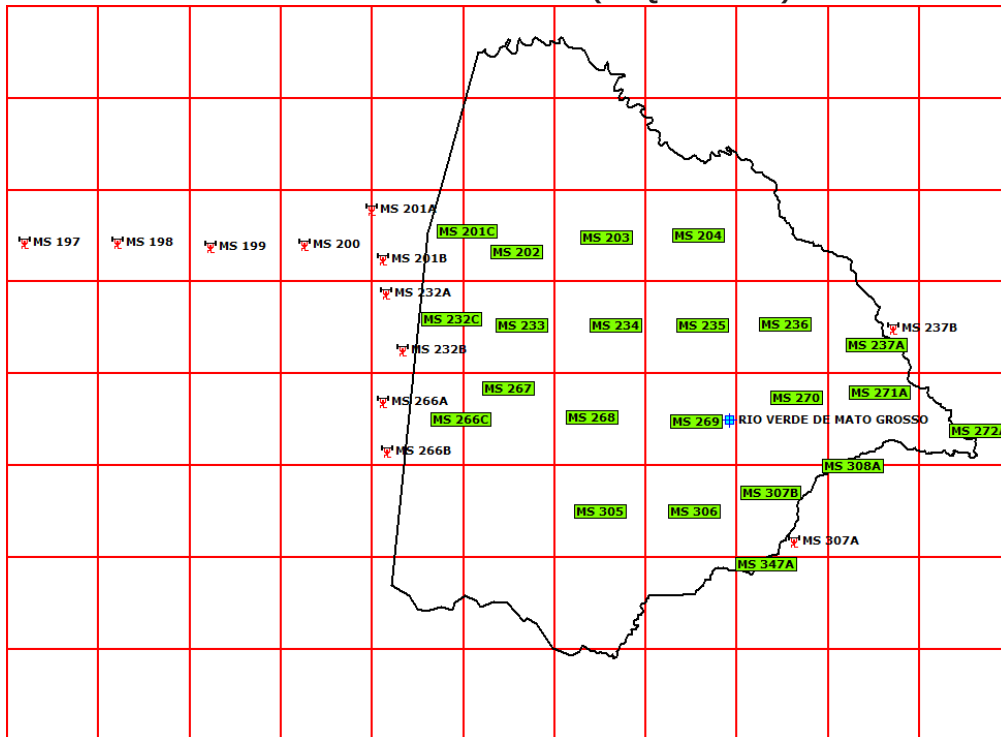 MS 201A
MS 201C
MS 203
MS 204
MS 197
MS 198
MS 199
MS 200
MS 202
MS 201B
MS 232A
MS 232C
MS 233
MS 234
MS 235
MS 236
MS 237B
MS 237A
MS 232B
MS 267
MS 271A
MS 270
MS 266A
MS 266C
MS 268
MS 269
RIO VERDE DE MATO GROSSO
MS 272A
MS 266B
MS 308A
MS 307B
MS 305
MS 306
MS 307A
MS 347A